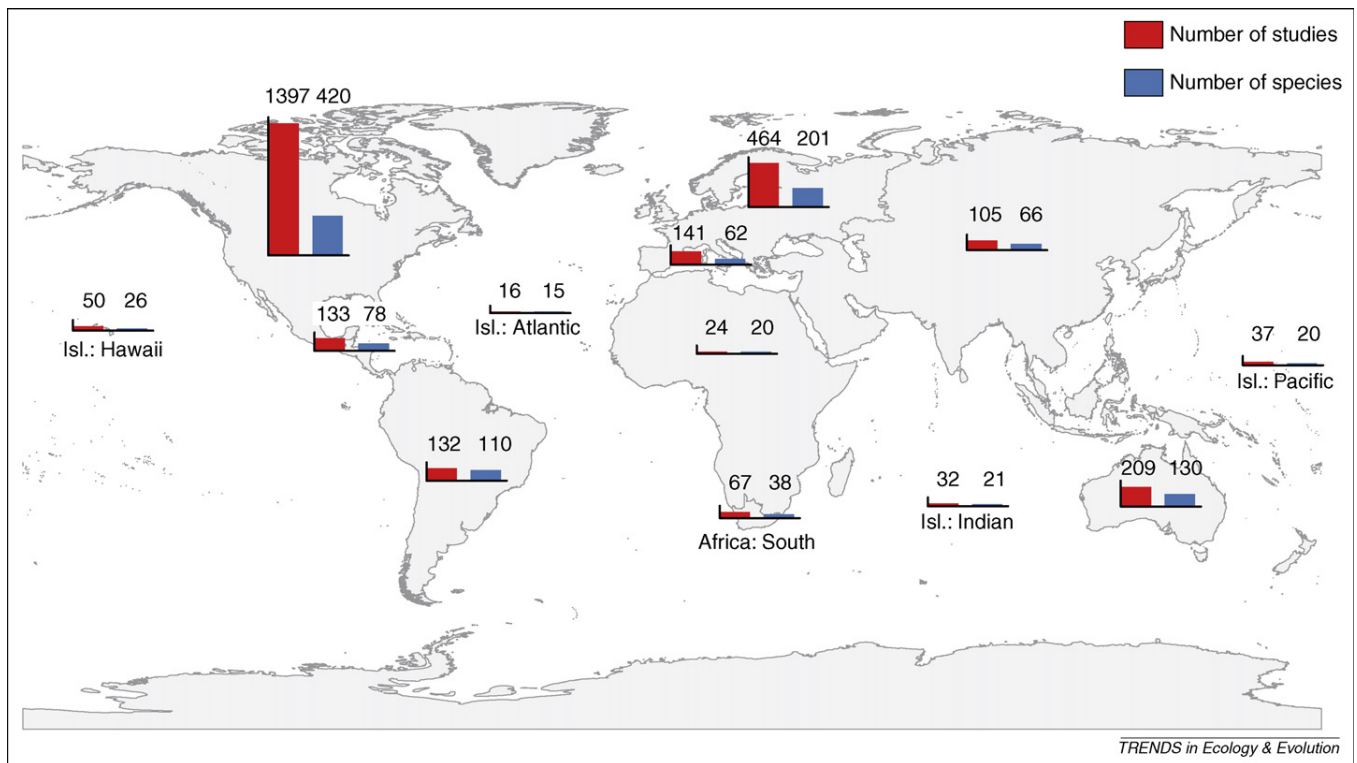 Number of studies
Number of species
1397 420
464 201
141 62
105 66
50 26
Isl.: Hawaii
133 78
16 15
Isl.: Atlantic
24 20
37 20
Isl.: Pacific
132 110
67 38
Africa: South
32 21
Isl.: Indian
209 130
TRENDS in Ecology & Evolution